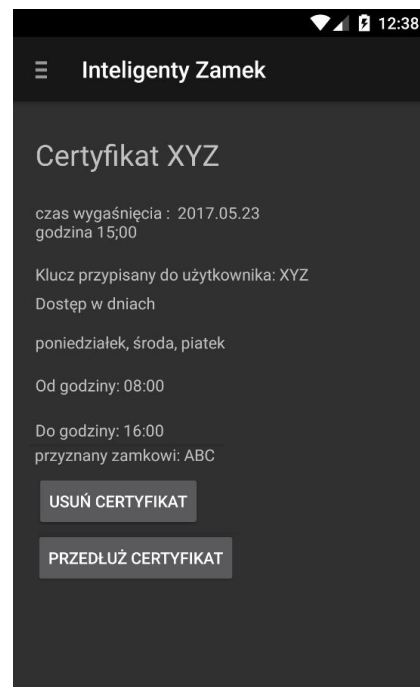 12:38
Inteligenty Zamek
Certyfikat XYZ
czas wygaśnięcia : 2017.05.23
godzina 15;00
Klucz przypisany do użytkownika: XYZ
Dostęp w dniach
poniedziałek, środa, piatek
Od godziny: 08:00
Do godziny: 16:00
przyznany zamkowi: ABC
USUŃ CERTYFIKAT
PRZEDŁUŻ CERTYFIKAT